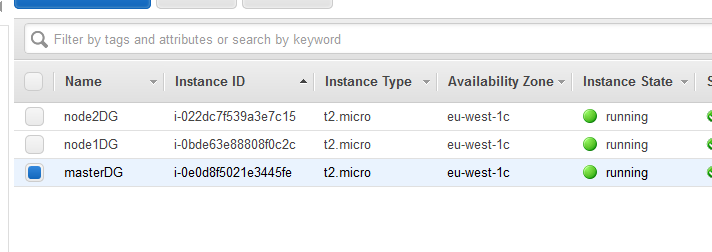 Filter by tags and attributes or search by keyword
Name Instance ID Instance Type Availability Zone Instance State
node2DG i-022dc7f539a3e7c15 t2.micro eu-west-1c running
node1DG i-0bde63e88808f0c2c t2.micro eu-west-1c running
masterDG i-0e0d8f5021e3445fe t2.micro eu-west-1c running